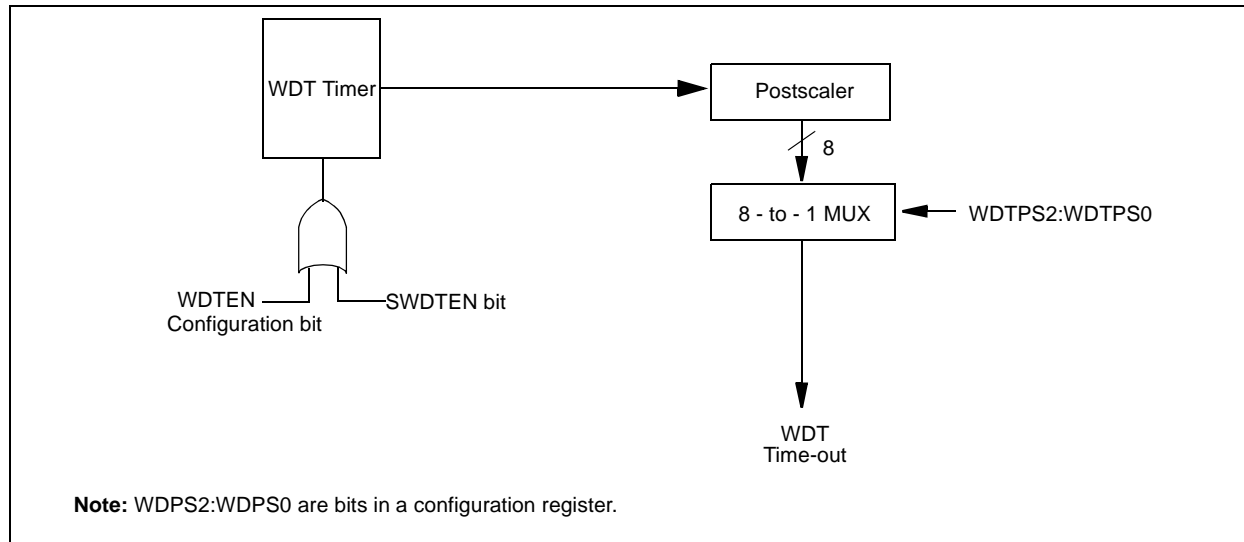 WDT Timer
Postscaler
8
8 - to - 1 MUX
WDTPS2:WDTPS0
WDTEN
Configuration bit
SWDTEN bit
WDT
Time-out
Note: WDPS2:WDPS0 are bits in a configuration register.